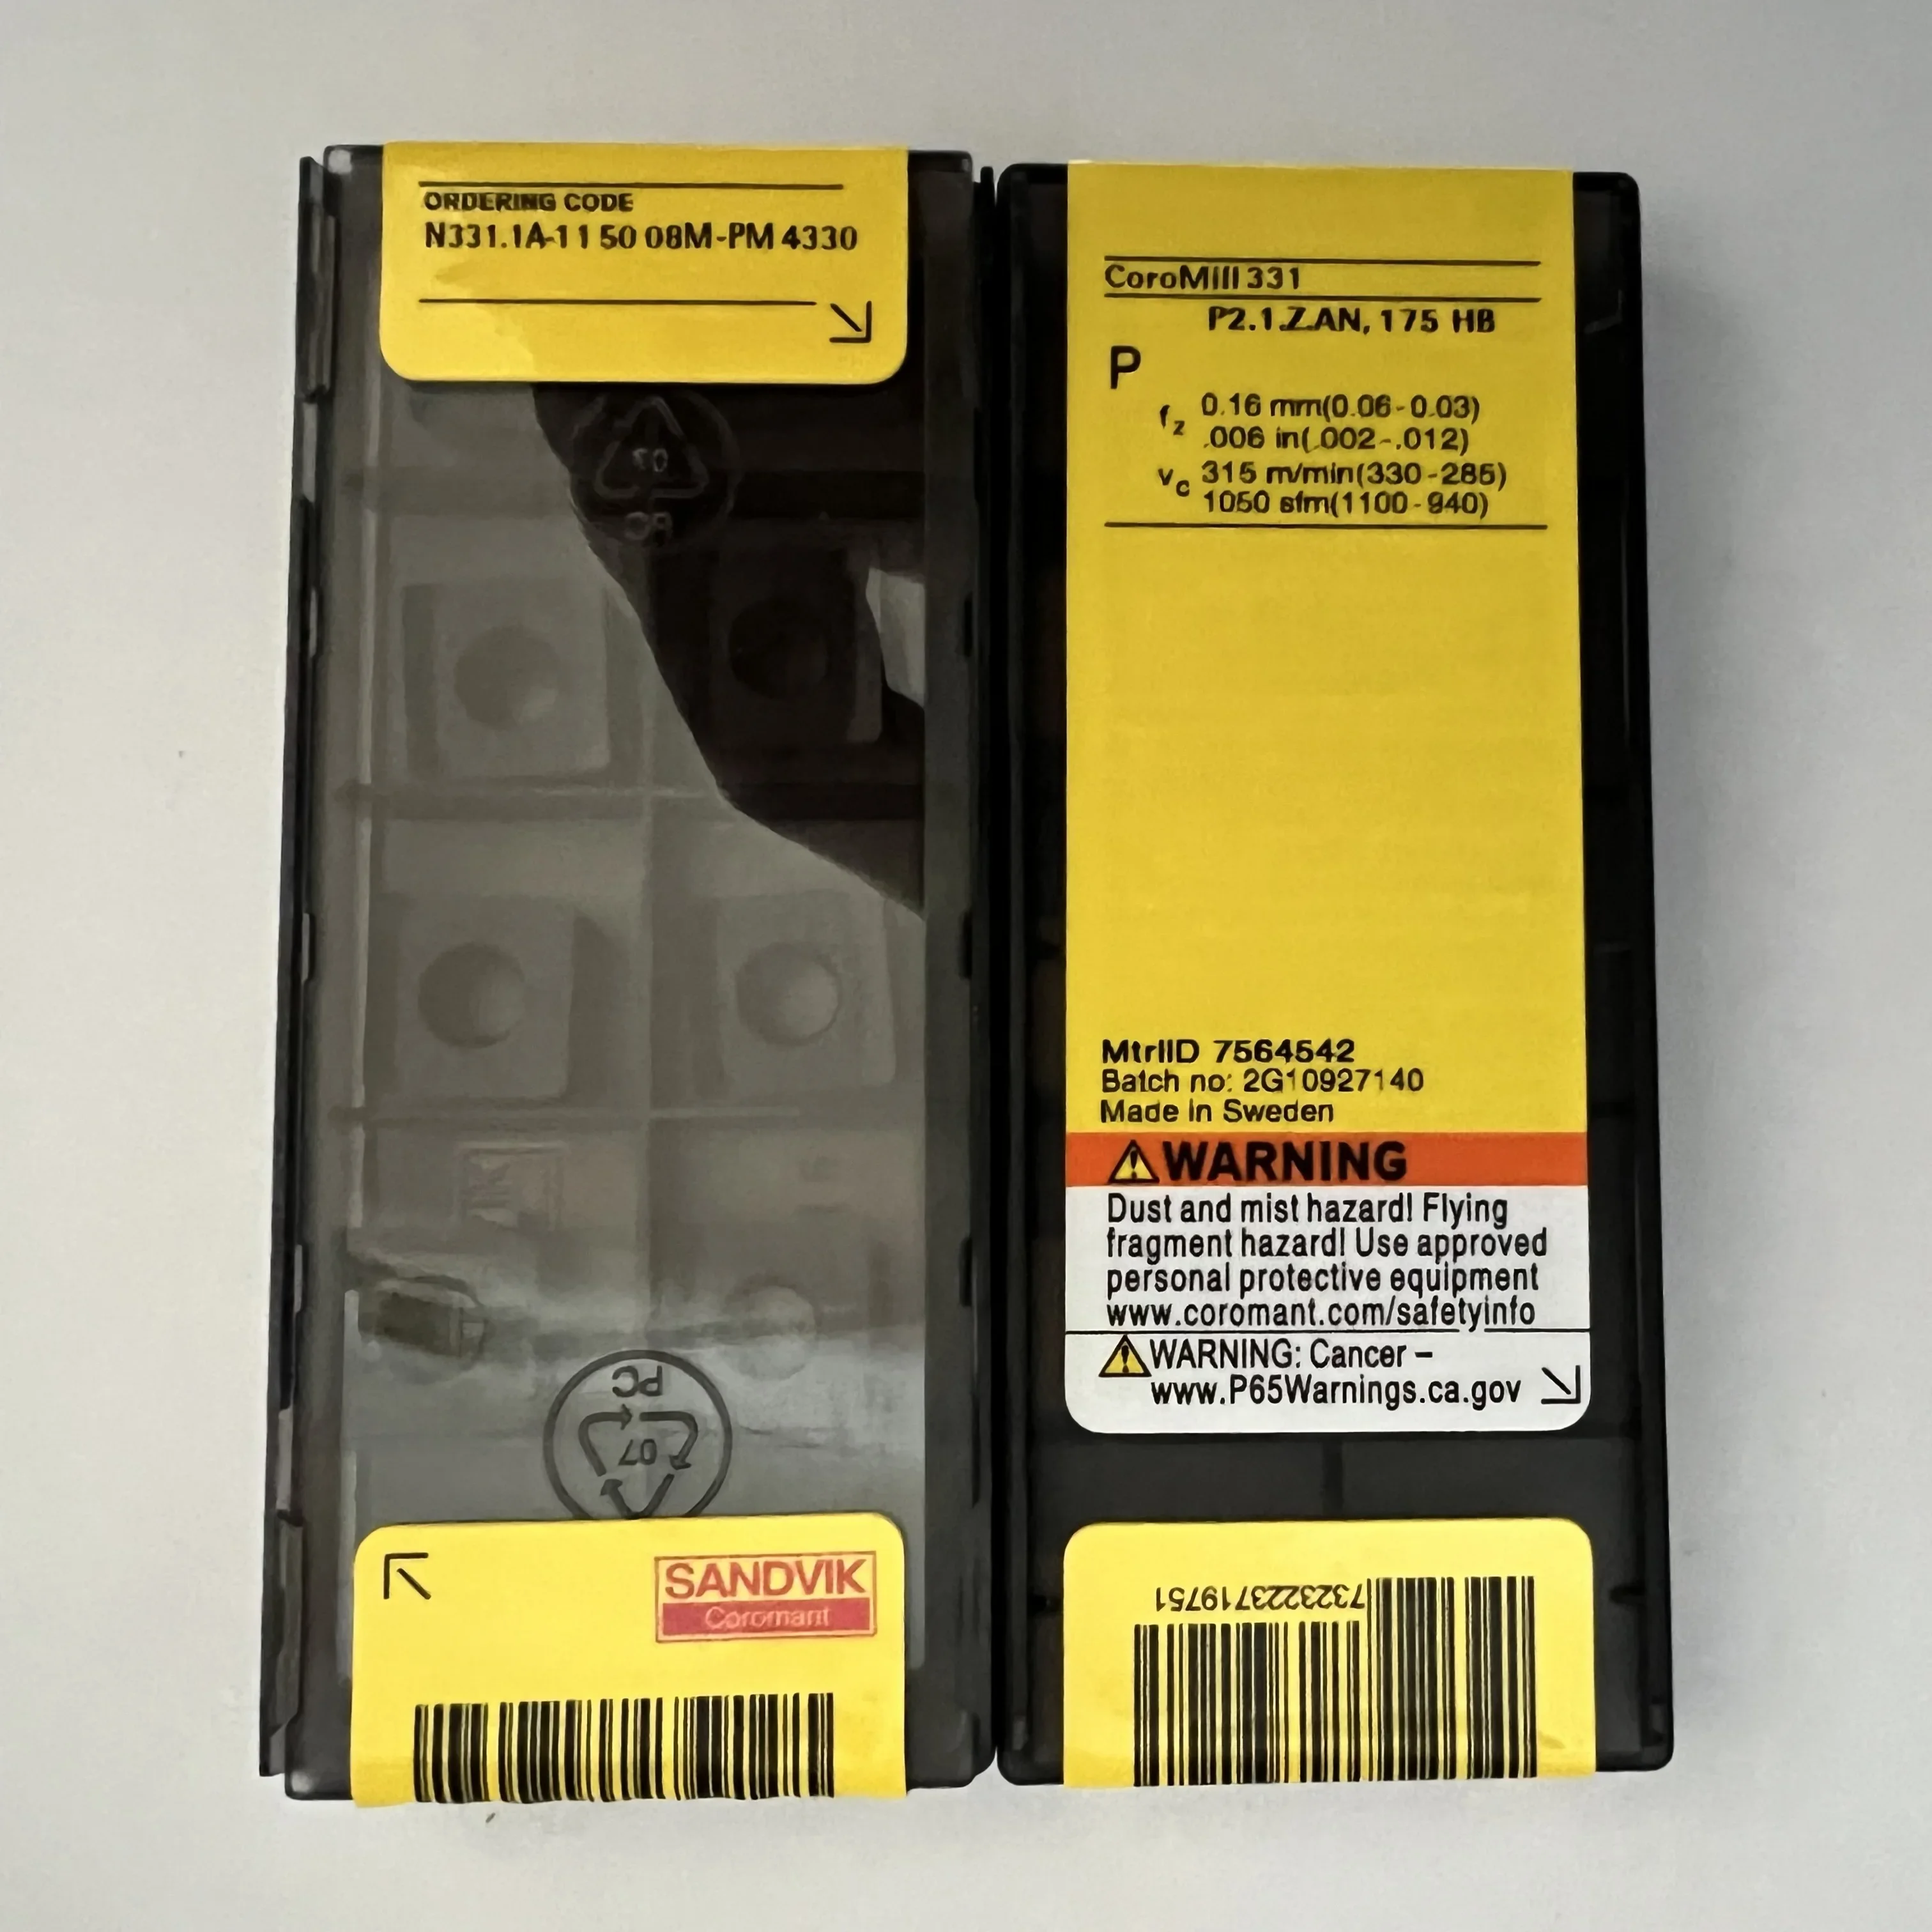 ORDERING CODE
N331.1A-11 50 08M-PM 4330
07
PC
PC
07
SANDVIK
Coromant
CoroMill 331
P2.1.Z.AN, 175 HB
P
fz 0.16 mm(0.06-0.03)
.006 in(.002-.012)
vc 315 m/min(330-285)
1050 sfm(1100-940)
MtrlID 7564542
Batch no: 2G10927140
Made in Sweden
WARNING
Dust and mist hazard! Flying
fragment hazard! Use approved
personal protective equipment
www.coromant.com/safetyinfo
WARNING: Cancer –
www.P65Warnings.ca.gov
7323223719751